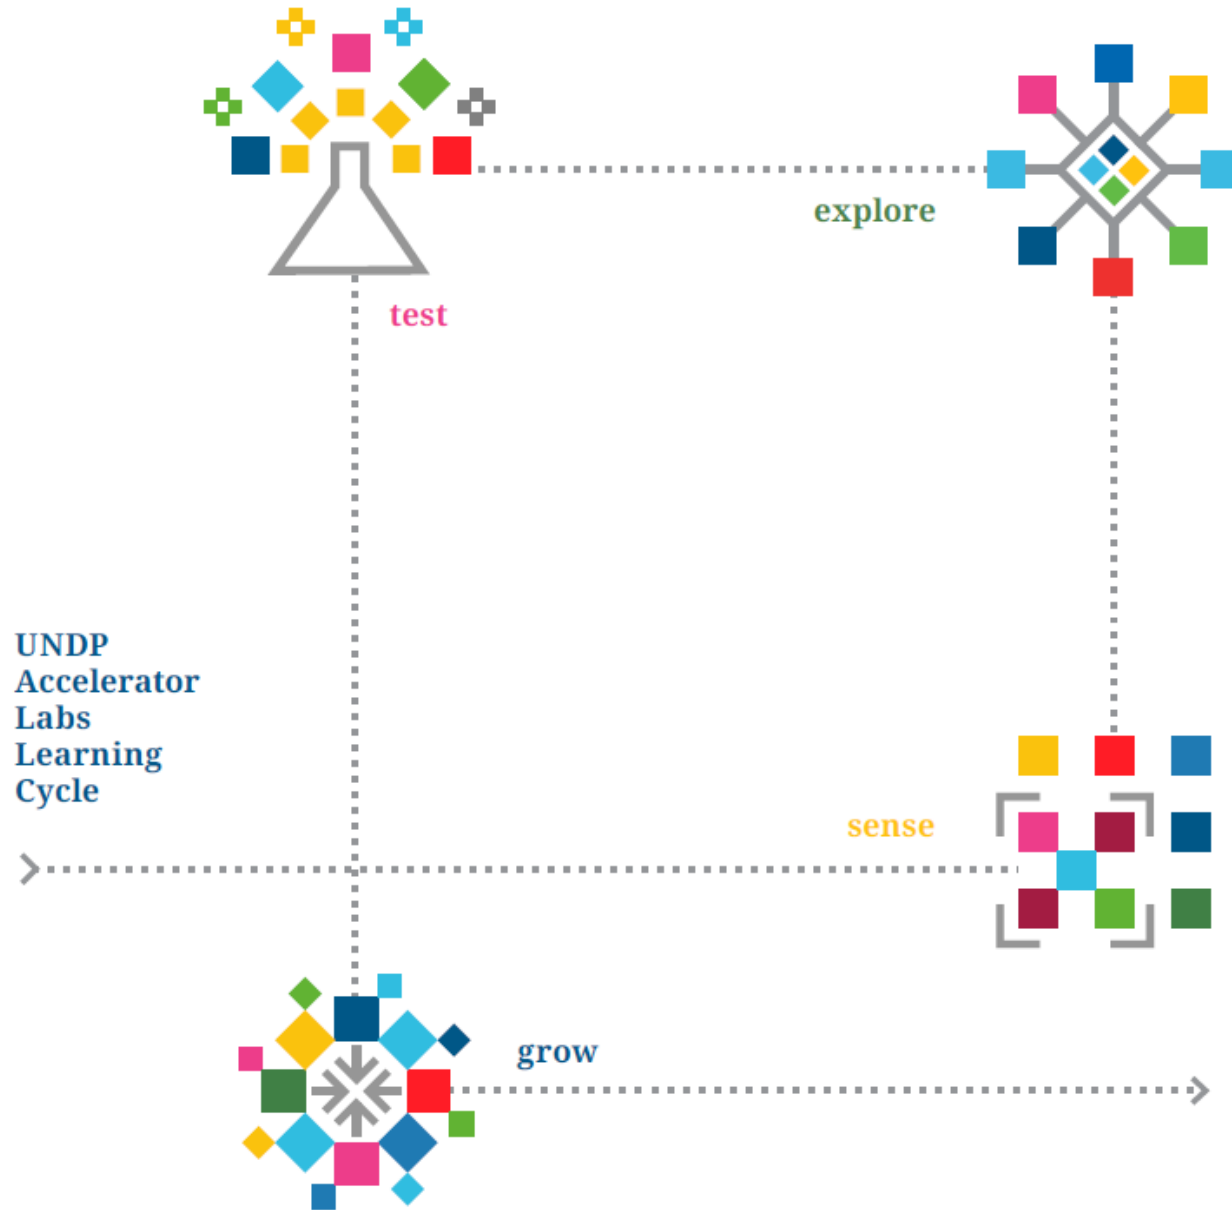 explore
test
UNDP
Accelerator
Labs
Learning
Cycle
sense
grow